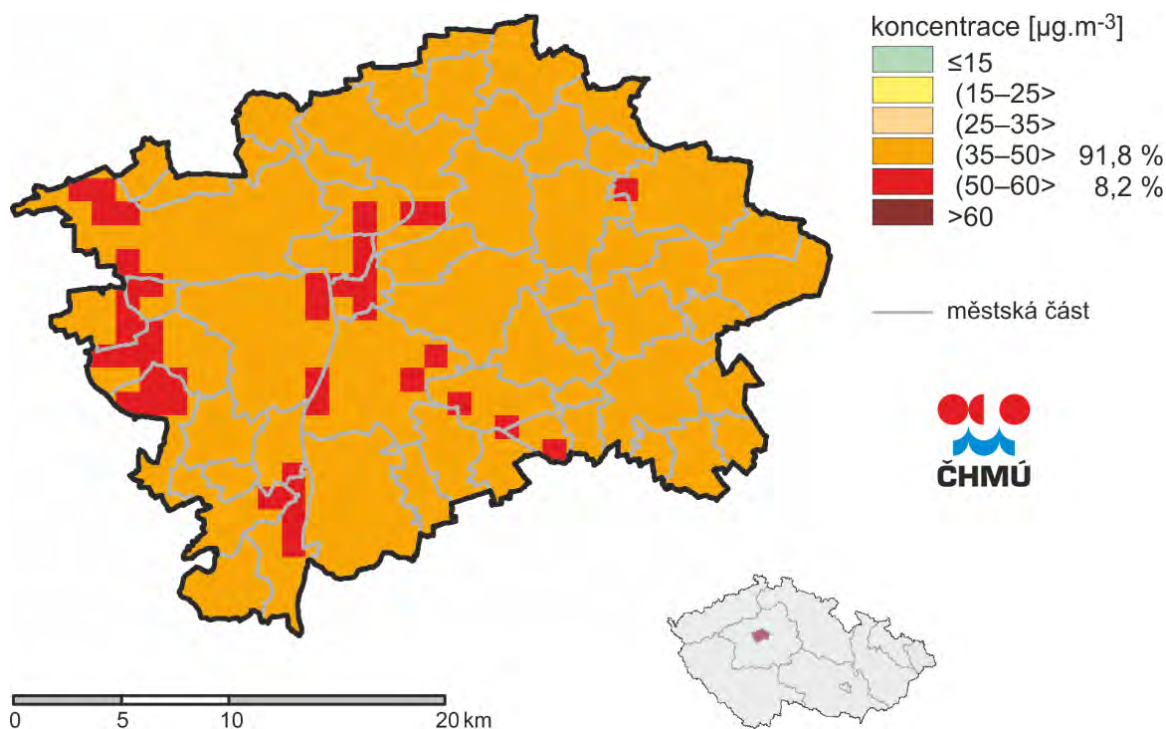 koncentrace [µg.m⁻³]
≤15
(15–25>
(25–35>
(35–50> 91,8 %
(50–60> 8,2 %
>60
městská část
ČHMÚ
0 5 10 20 km